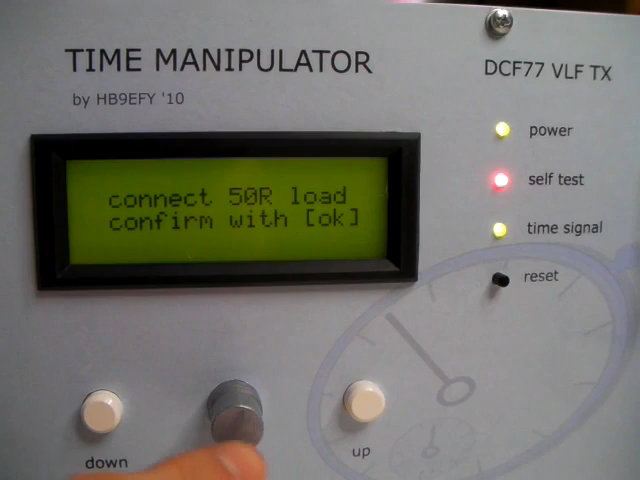 TIME MANIPULATOR
by HB9EFY '10
DCF77 VLF TX
power
self test
time signal
reset
connect 50R load
confirm with [ok]
down
up